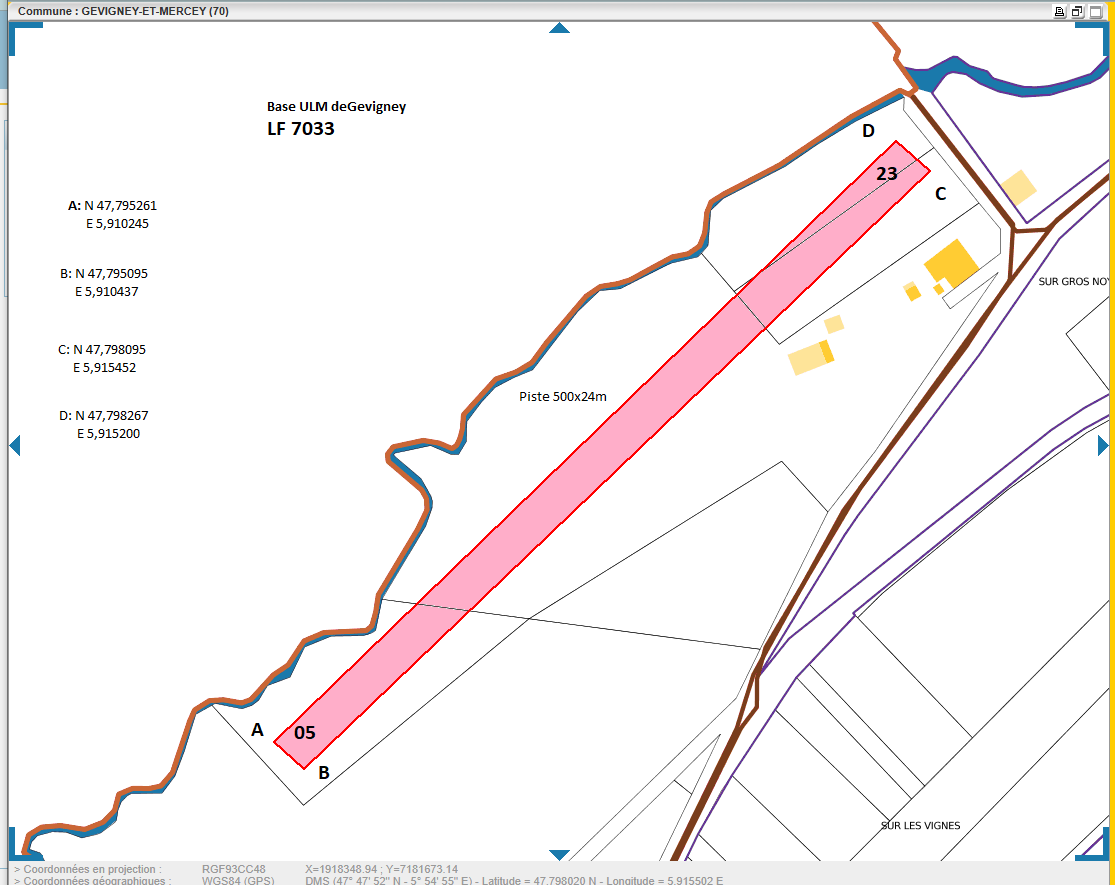 Commune : GEVIGNEY-ET-MERCEY (70)
Base ULM deGevigney
LF 7033
D
23
C
A: N 47,795261
E 5,910245
B: N 47,795095
E 5,910437
SUR GROS NOY
C: N 47,798095
E 5,915452
Piste 500x24m
D: N 47,798267
E 5,915200
A
05
B
SUR LES VIGNES
> Coordonnées en projection : RGF93CC48 X=1918348.94 ; Y=7181673.14
> Coordonnées géographiques : WGS84 (GPS) DMS (47° 47' 52" N - 5° 54' 55" E) - Latitude = 47.798020 N - Longitude = 5.915502 E